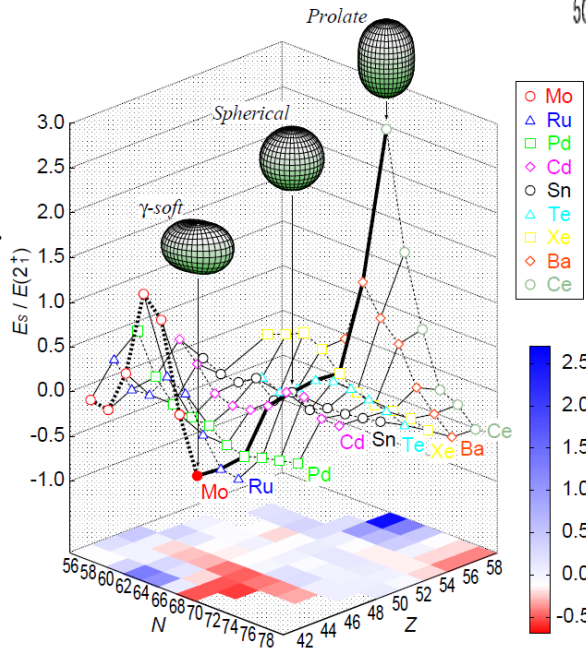 50
Prolate
Spherical
γ-soft
3.0
2.5
2.0
1.5
1.0
0.5
0.0
-0.5
-1.0
E_S / E(2⁺₁)
Mo
Ru
Pd
Cd
Sn
Te
Xe
Ba
Ce
Mo
Ru
Pd
Cd
Sn
Te
Xe
Ba
Ce
2.5
2.0
1.5
1.0
0.5
0.0
-0.5
56 58 60 62 64 66 68 70 72 74 76 78
N
42 44 46 48 50 52 54 56 58
Z